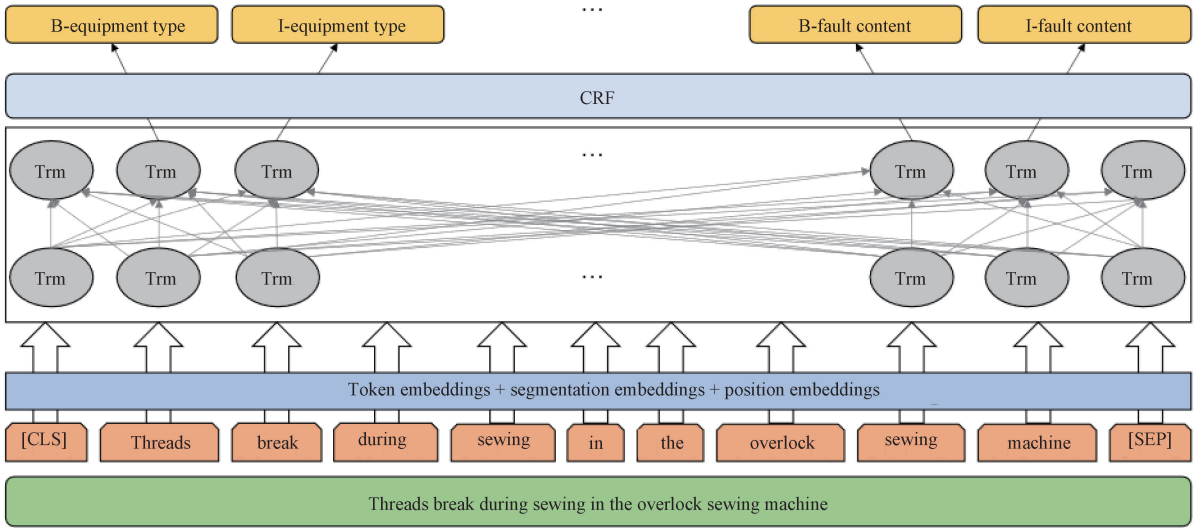 B-equipment type I-equipment type ... B-fault content I-fault content
CRF
Trm Trm Trm ... Trm Trm Trm
Trm Trm Trm ... Trm Trm Trm
Token embeddings + segmentation embeddings + position embeddings
[CLS] Threads break during sewing in the overlock sewing machine [SEP]
Threads break during sewing in the overlock sewing machine